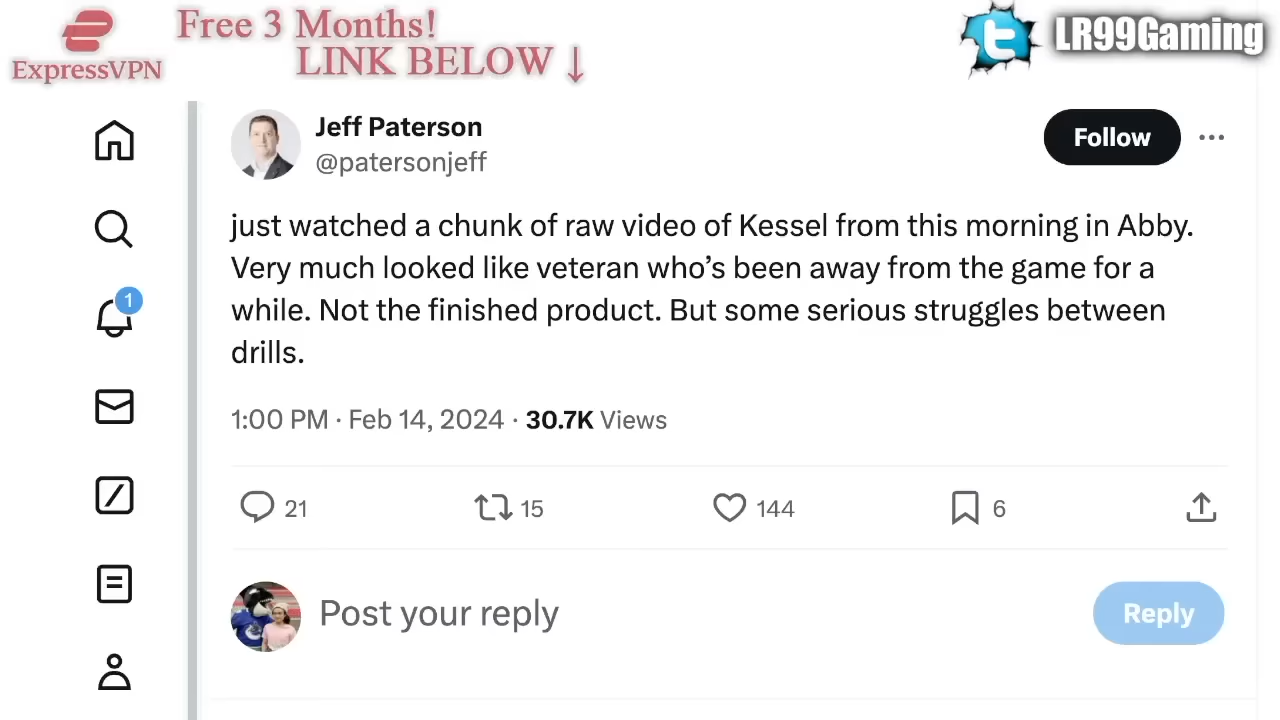 Free 3 Months!
LINK BELOW ↓
ExpressVPN
LR99Gaming
Jeff Paterson
@patersonjeff
Follow
just watched a chunk of raw video of Kessel from this morning in Abby.
Very much looked like veteran who’s been away from the game for a
while. Not the finished product. But some serious struggles between
drills.
1:00 PM · Feb 14, 2024 · 30.7K Views
21 15 144 6
1
Post your reply
Reply